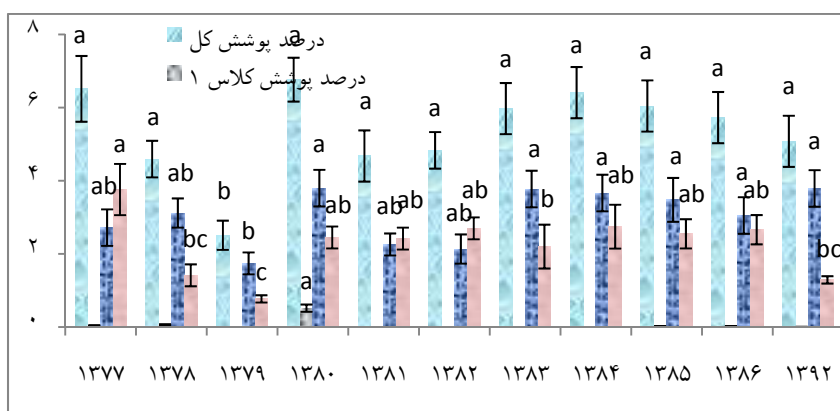 درصد پوشش کل
درصد پوشش کلاس ۱
۸
۶
۴
۲
۰
a ab a
a ab bc
b b c
a a a ab
a ab ab
a ab ab
a a b
a a ab
a a ab
a a ab
a a bc
۱۳۷۷ ۱۳۷۸ ۱۳۷۹ ۱۳۸۰ ۱۳۸۱ ۱۳۸۲ ۱۳۸۳ ۱۳۸۴ ۱۳۸۵ ۱۳۸۶ ۱۳۹۲